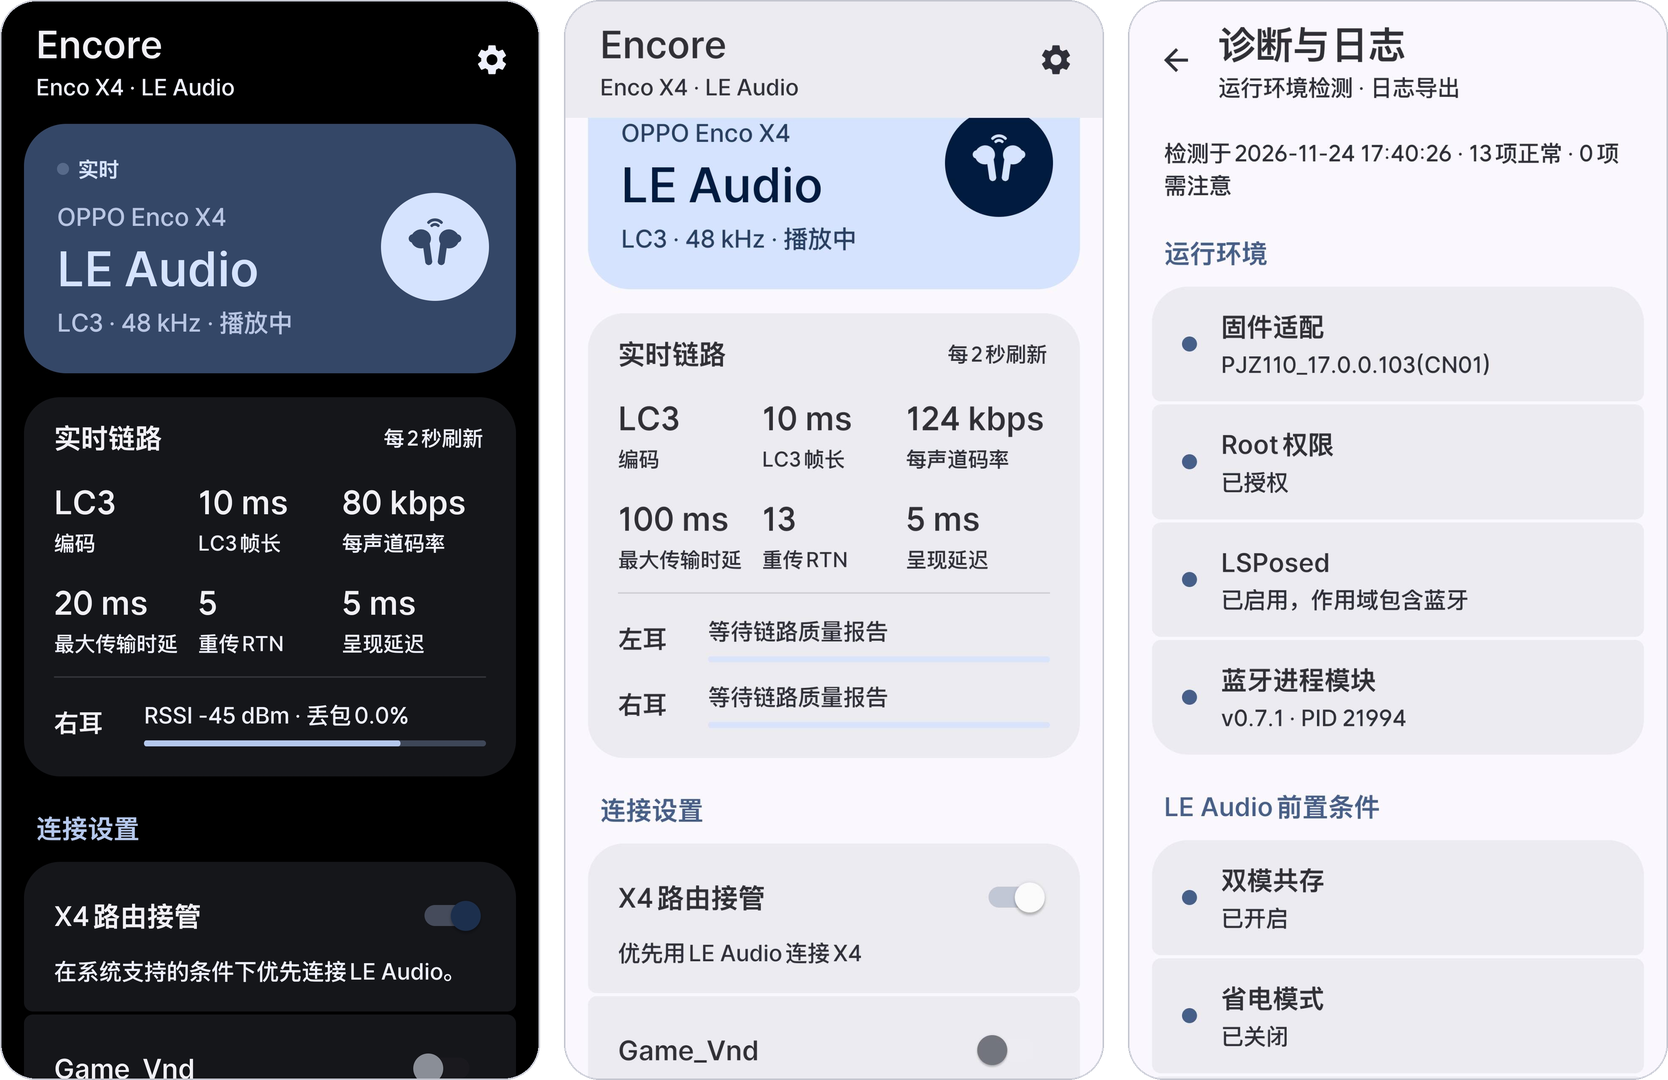 Encore
Enco X4 · LE Audio
实时
OPPO Enco X4
LE Audio
LC3 · 48 kHz · 播放中
实时链路
每2秒刷新
LC3
10 ms
80 kbps
编码
LC3帧长
每声道码率
20 ms
5
5 ms
最大传输时延
重传RTN
呈现延迟
右耳
RSSI -45 dBm · 丢包0.0%
连接设置
X4路由接管
在系统支持的条件下优先连接LE Audio。
Game_Vnd
Encore
Enco X4 · LE Audio
OPPO Enco X4
LE Audio
LC3 · 48 kHz · 播放中
实时链路
每2秒刷新
LC3
10 ms
124 kbps
编码
LC3帧长
每声道码率
100 ms
13
5 ms
最大传输时延
重传RTN
呈现延迟
左耳
等待链路质量报告
右耳
等待链路质量报告
连接设置
X4路由接管
优先用LE Audio连接X4
Game_Vnd
诊断与日志
运行环境检测 · 日志导出
检测于2026-11-24 17:40:26 · 13项正常 · 0项
需注意
运行环境
固件适配
PJZ110_17.0.0.103(CN01)
Root权限
已授权
LSPosed
已启用，作用域包含蓝牙
蓝牙进程模块
v0.7.1 · PID 21994
LE Audio前置条件
双模共存
已开启
省电模式
已关闭